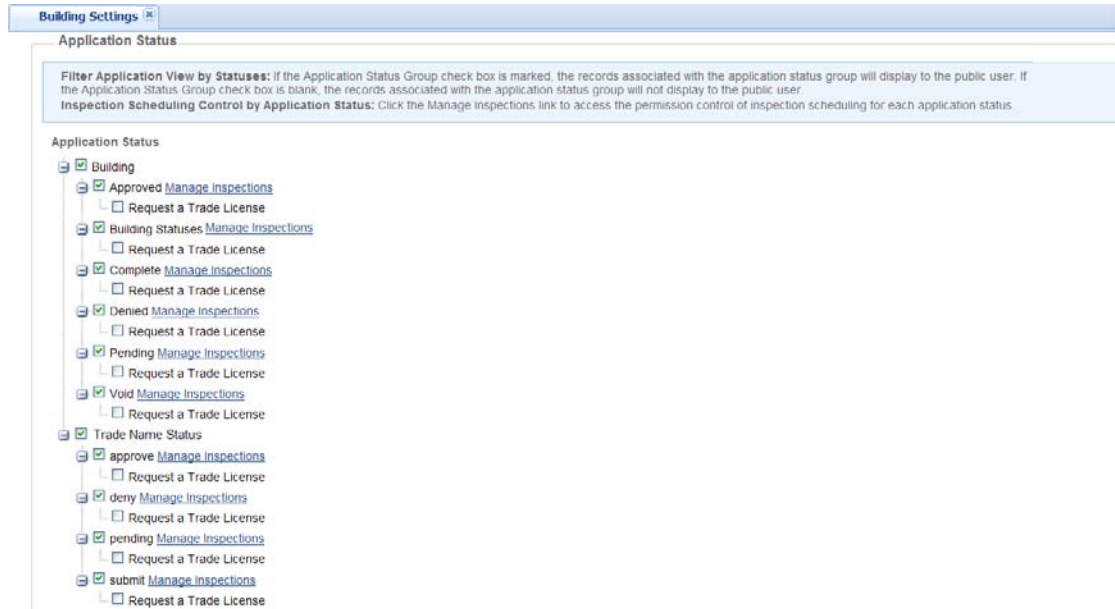 Building Settings
Application Status
Filter Application View by Statuses: If the Application Status Group check box is marked, the records associated with the application status group will display to the public user. If
the Application Status Group check box is blank, the records associated with the application status group will not display to the public user.
Inspection Scheduling Control by Application Status: Click the Manage Inspections link to access the permission control of inspection scheduling for each application status.
Application Status
Building
Approved Manage Inspections
Request a Trade License
Building Statuses Manage Inspections
Request a Trade License
Complete Manage Inspections
Request a Trade License
Denied Manage Inspections
Request a Trade License
Pending Manage Inspections
Request a Trade License
Void Manage Inspections
Request a Trade License
Trade Name Status
approve Manage Inspections
Request a Trade License
deny Manage Inspections
Request a Trade License
pending Manage Inspections
Request a Trade License
submit Manage Inspections
Request a Trade License